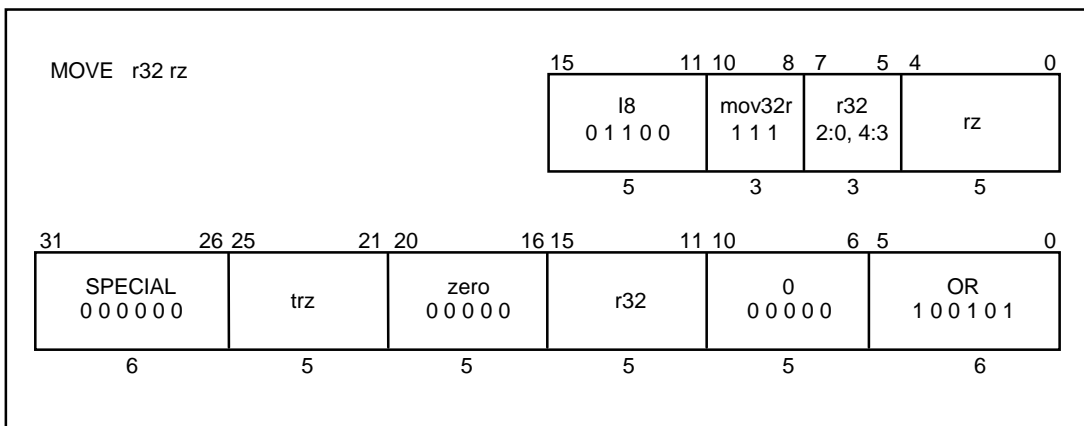 MOVE r32 rz
15 11 10 8 7 5 4 0
I8 mov32r r32 rz
0 1 1 0 0 1 1 1 2:0, 4:3
5 3 3 5
31 26 25 21 20 16 15 11 10 6 5 0
SPECIAL trz zero r32 0 OR
0 0 0 0 0 0 0 0 0 0 0 0 0 0 0 0 1 0 0 1 0 1
6 5 5 5 5 6